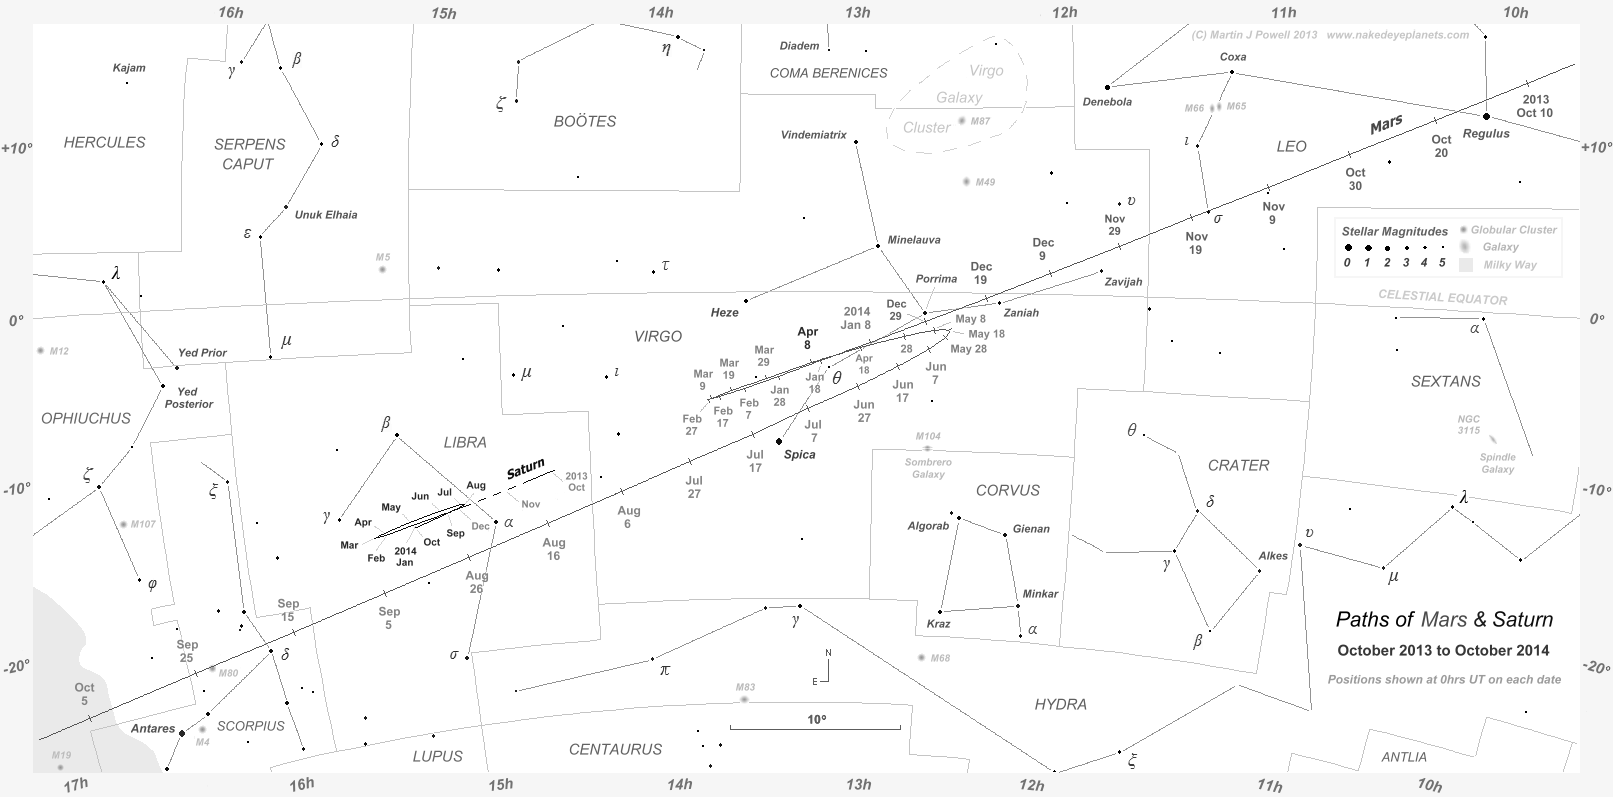 16h 15h 14h 13h 12h 11h 10h
(C) Martin J Powell 2013 www.nakedeyeplanets.com
γ β
Kajam
η
ζ
Diadem
COMA BERENICES
Virgo
Galaxy
Cluster
M87
Coxa
Denebola
M66 M65
Mars
2013
Oct 10
Regulus
HERCULES
SERPENS
CAPUT
δ
BOÖTES
Vindemiatrix
ι
LEO
Oct
20
+10°
+10°
M49
Oct
30
Unuk Elhaia
ε
υ
Nov
29
σ
Nov
9
Nov
19
Stellar Magnitudes
0 1 2 3 4 5
Globular Cluster
Galaxy
Milky Way
M5
λ
τ
Minelauva
Dec
9
Dec
19
Porrima
Zavijah
CELESTIAL EQUATOR
Heze
Dec
29
Zaniah
0°
0°
2014
Jan 8
May 8
May 18
May 28
α
M12
Yed Prior
μ
VIRGO
Apr
8
28
Apr
18
Yed
Posterior
μ
ι
Mar
9
Mar
19
Mar
29
Jan
18
θ
Jan
28
Feb
7
Feb
17
Feb
27
Jun
7
Jun
17
Jun
27
SEXTANS
OPHIUCHUS
β
LIBRA
Jul
7
Spica
Jul
17
M104
Sombrero
Galaxy
θ
CRATER
NGC
3115
Spindle
Galaxy
ζ
ξ
Saturn
2013
Oct
Nov
Jul
27
-10°
-10°
CORVUS
δ
λ
γ
Jun
Jul
Aug
May
Apr
Dec
α
Mar
Feb
2014
Jan
Oct
Sep
Aug
6
Algorab
Gienan
υ
M107
Aug
16
Alkes
γ
μ
φ
Aug
26
Minkar
Kraz
α
β
Sep
15
Sep
5
γ
Paths of Mars & Saturn
October 2013 to October 2014
Positions shown at 0hrs UT on each date
Sep
25
δ
σ
π
N
E
M68
-20°
-20°
M80
Oct
5
M83
HYDRA
Antares
M4
SCORPIUS
10°
M19
LUPUS
CENTAURUS
ξ
ANTLIA
17h 16h 15h 14h 13h 12h 11h 10h